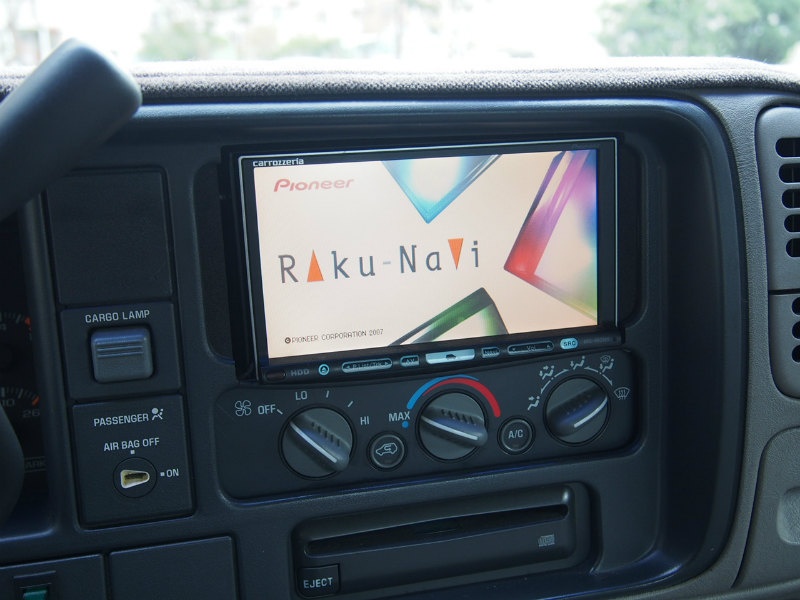 carrozzeria
Pioneer
Raku-Navi
© PIONEER CORPORATION 2007
HDD
SRC
CARGO LAMP
PASSENGER
AIR BAG OFF
ON
OFF
LO
HI
MAX
A/C
EJECT